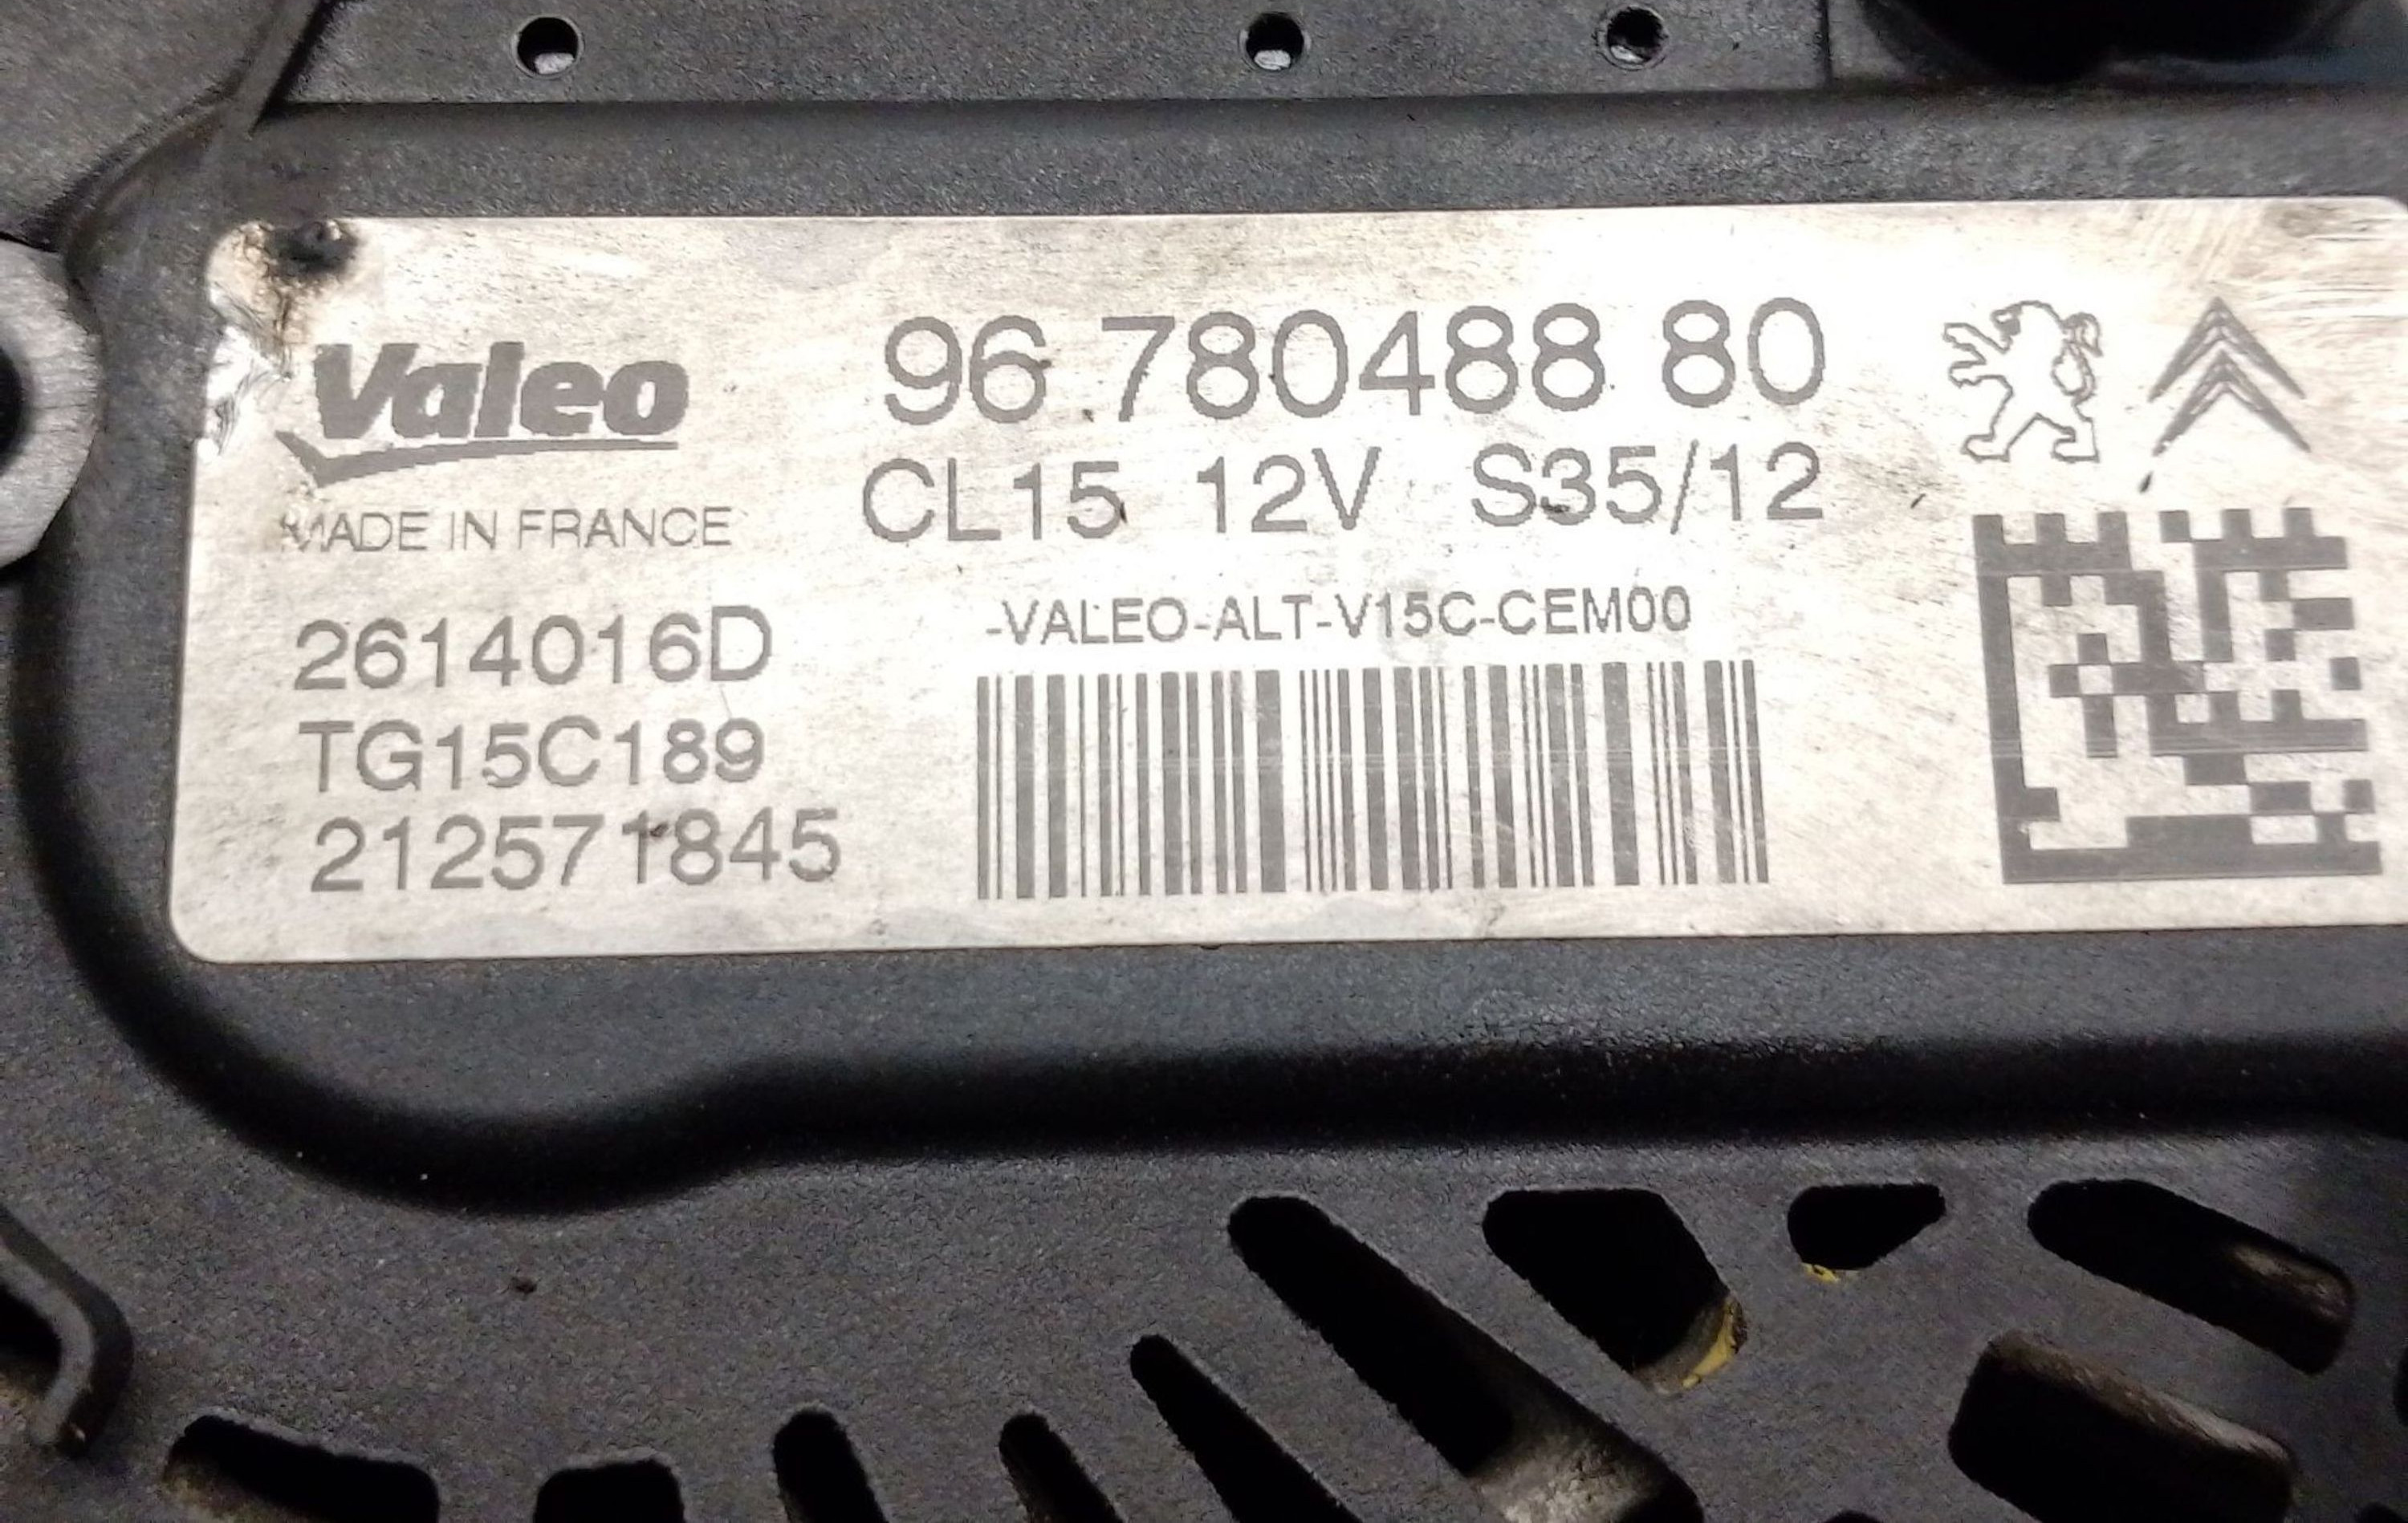 Valeo
96 780488 80
CL15 12V S35/12
MADE IN FRANCE
-VALEO-ALT-V15C-CEM00
2614016D
TG15C189
212571845